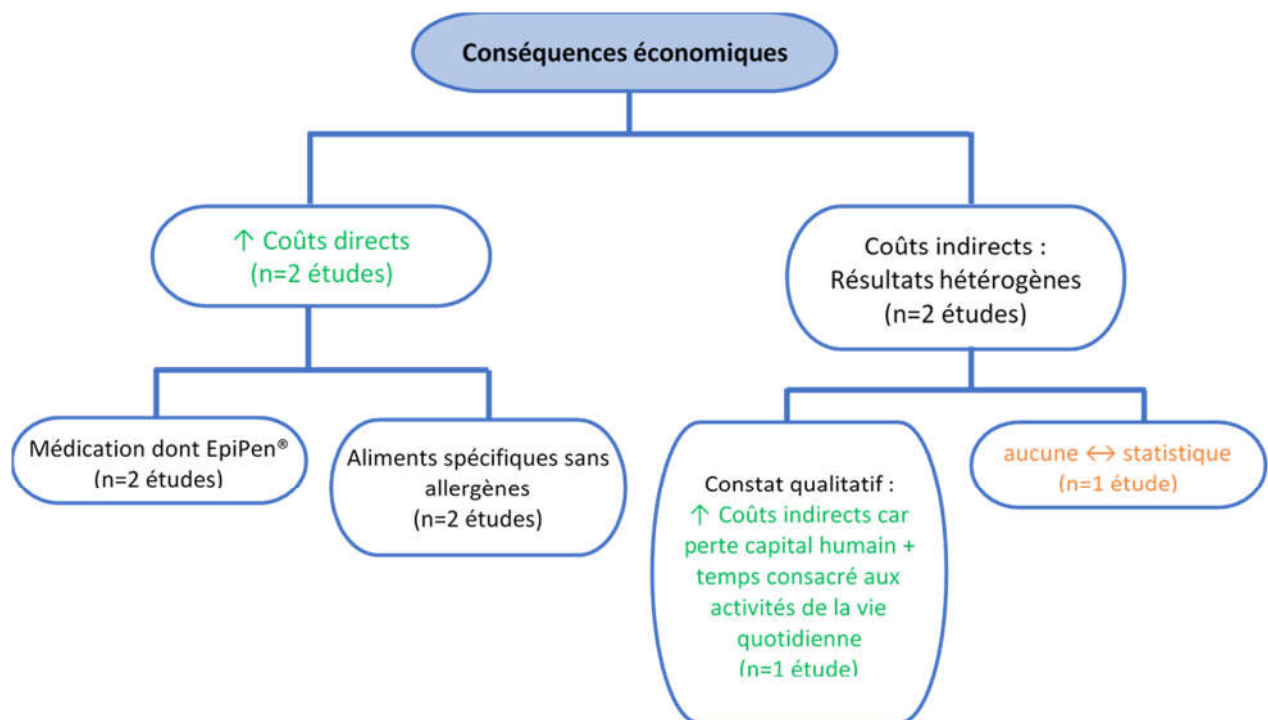 Conséquences économiques
↑ Coûts directs
(n=2 études)
Coûts indirects :
Résultats hétérogènes
(n=2 études)
Médication dont EpiPen®
(n=2 études)
Aliments spécifiques sans
allergènes
(n=2 études)
Constat qualitatif :
↑ Coûts indirects car
perte capital humain +
temps consacré aux
activités de la vie
quotidienne
(n=1 étude)
aucune ↔ statistique
(n=1 étude)